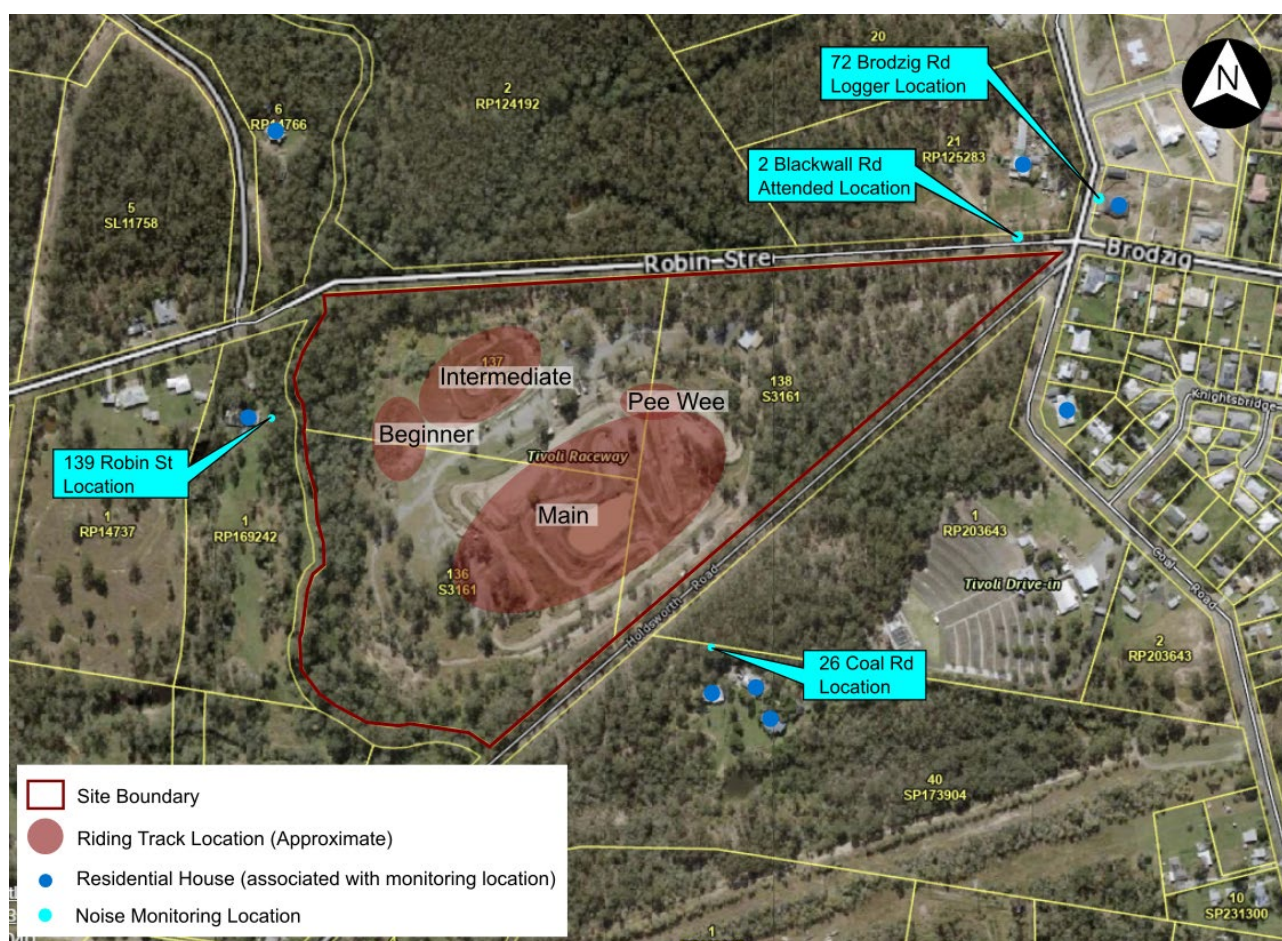 20
72 Brodzig Rd
Logger Location
N
2
RP124192
6
RP14766
21
RP125283
2 Blackwall Rd
Attended Location
5
SL11758
Robin Stre
Brodzig
137
Intermediate
138
S3161
Pee Wee
Knightsbridge
Beginner
Tivoli Raceway
139 Robin St
Location
Main
1
RP14737
1
RP169242
1
RP203643
136
S3161
Tivoli Drive-in
Coal Road
Holdsworth Road
2
RP203643
26 Coal Rd
Location
40
SP173904
Site Boundary
Riding Track Location (Approximate)
Residential House (associated with monitoring location)
Noise Monitoring Location
10
SP231300
1